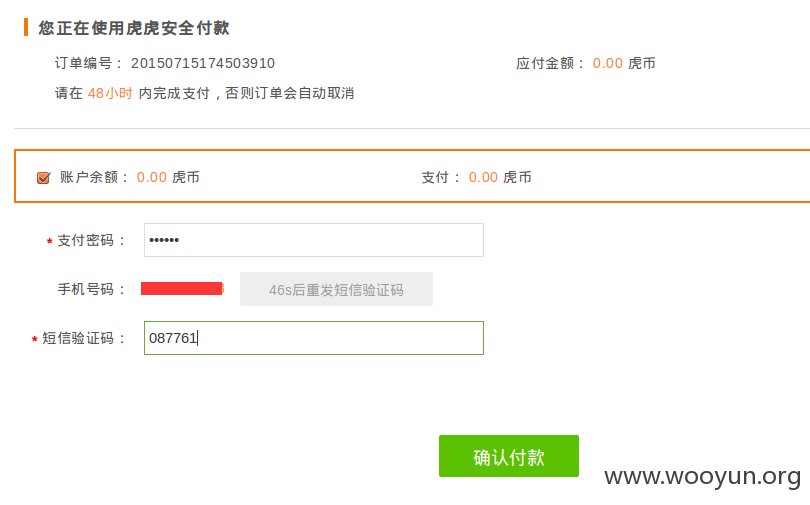 您正在使用虎虎安全付款
订单编号： 20150715174503910 应付金额： 0.00 虎币
请在 48小时 内完成支付，否则订单会自动取消
账户余额： 0.00 虎币 支付： 0.00 虎币
* 支付密码： ••••••
手机号码： 46s后重发短信验证码
* 短信验证码： 087761
确认付款
www.wooyun.org